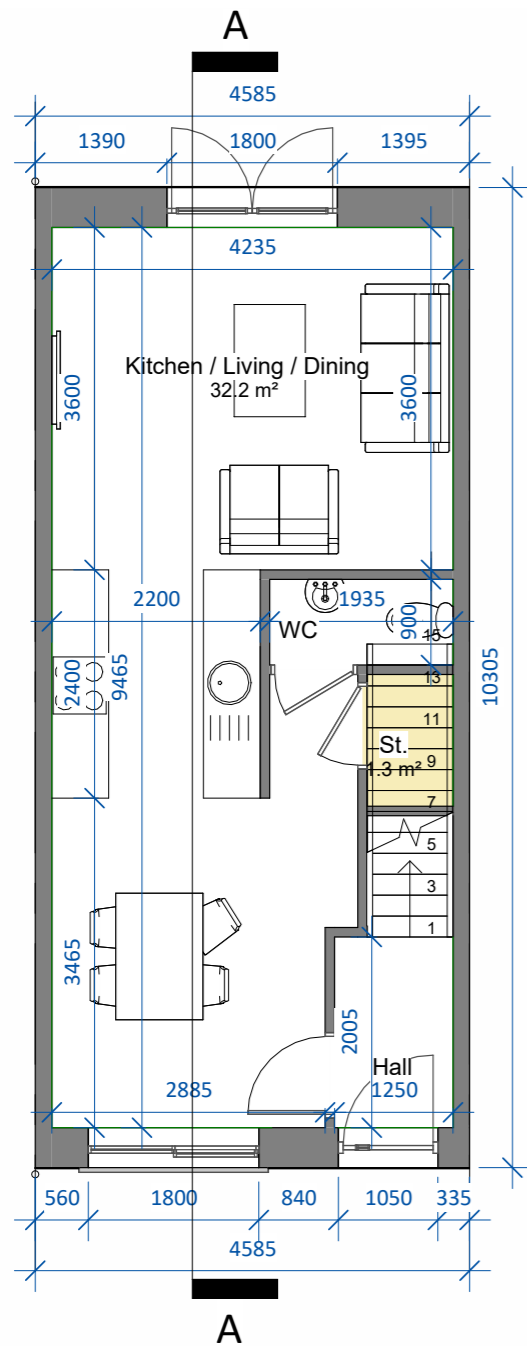 A
4585
1390 1800 1395
4235
Kitchen / Living / Dining
32.2 m²
3600 3600
2200 1935
WC
900
15
2400 9465 10305
13
11
St.
9
1.3 m²
7
5
3
1
3465
2005
Hall
2885 1250
560 1800 840 1050 335
4585
A